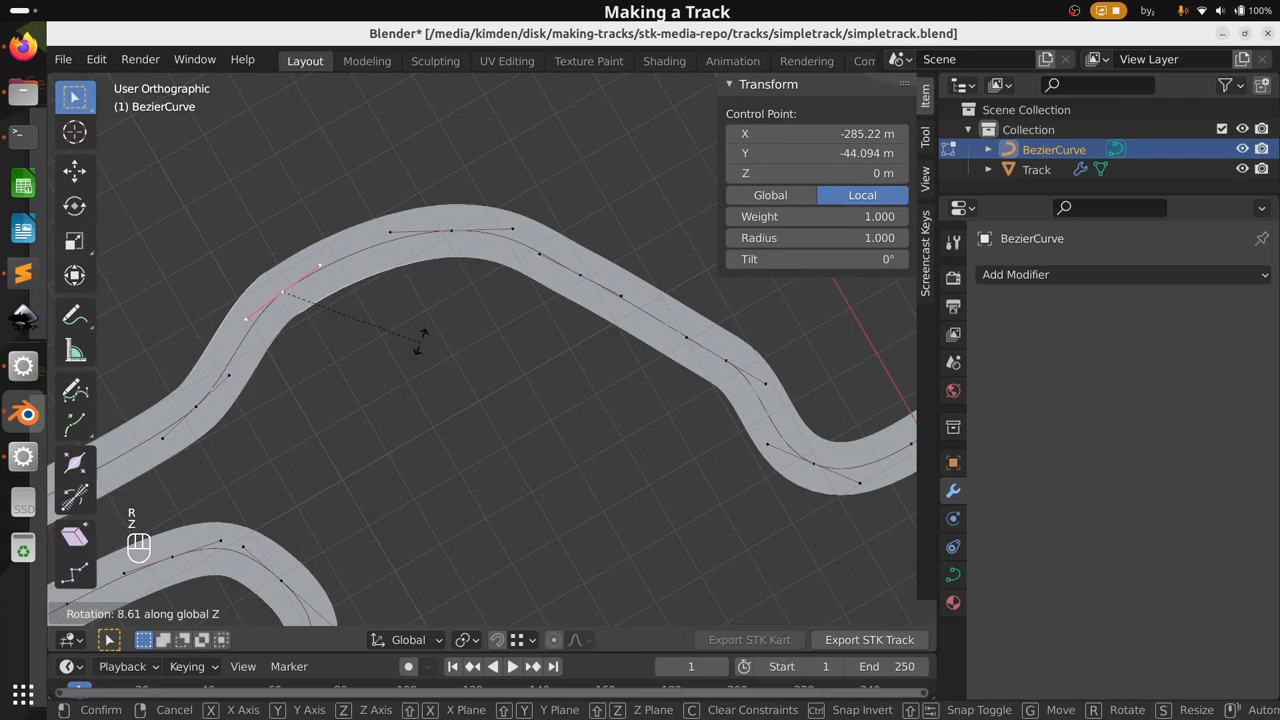 Making a Track
by₂
100%
Blender* [/media/kimden/disk/making-tracks/stk-media-repo/tracks/simpletrack/simpletrack.blend]
File Edit Render Window Help Layout Modeling Sculpting UV Editing Texture Paint Shading Animation Rendering Com Scene View Layer
User Orthographic
(1) BezierCurve
Transform
Control Point:
X -285.22 m
Y -44.094 m
Z 0 m
Global Local
Weight 1.000
Radius 1.000
Tilt 0°
Item
Tool
View
Screencast Keys
Scene Collection
Collection
BezierCurve
Track
BezierCurve
Add Modifier
SSD
R
Z
Rotation: 8.61 along global Z
Global Export STK Kart Export STK Track
Playback Keying View Marker 1 Start 1 End 250
Confirm Cancel X X Axis Y Y Axis Z Z Axis X X Plane Y Y Plane Z Z Plane C Clear Constraints Ctrl Snap Invert Snap Toggle G Move R Rotate S Resize Auto